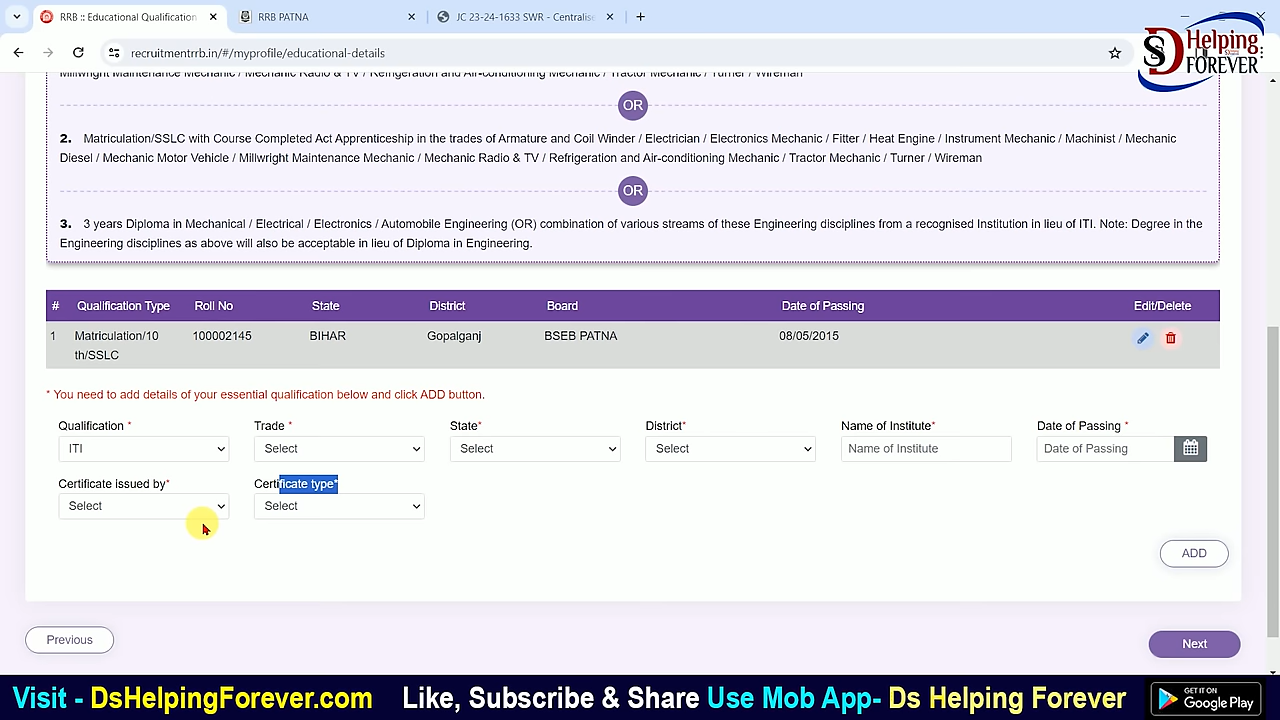 RRB :: Educational Qualification
RRB PATNA
JC 23-24-1633 SWR - Centralise
recruitmentrrb.in/#/myprofile/educational-details
SD Helping
FOREVER
Millwright Maintenance Mechanic / Mechanic Radio & TV / Refrigeration and Air-conditioning Mechanic / Tractor Mechanic / Turner / Wireman
OR
2. Matriculation/SSLC with Course Completed Act Apprenticeship in the trades of Armature and Coil Winder / Electrician / Electronics Mechanic / Fitter / Heat Engine / Instrument Mechanic / Machinist / Mechanic
Diesel / Mechanic Motor Vehicle / Millwright Maintenance Mechanic / Mechanic Radio & TV / Refrigeration and Air-conditioning Mechanic / Tractor Mechanic / Turner / Wireman
OR
3. 3 years Diploma in Mechanical / Electrical / Electronics / Automobile Engineering (OR) combination of various streams of these Engineering disciplines from a recognised Institution in lieu of ITI. Note: Degree in the
Engineering disciplines as above will also be acceptable in lieu of Diploma in Engineering.
# Qualification Type Roll No State District Board Date of Passing Edit/Delete
1 Matriculation/10 100002145 BIHAR Gopalganj BSEB PATNA 08/05/2015
th/SSLC
* You need to add details of your essential qualification below and click ADD button.
Qualification * Trade * State* District* Name of Institute* Date of Passing *
ITI Select Select Select Name of Institute Date of Passing
Certificate issued by* Certificate type*
Select Select
ADD
Previous
Next
Visit - DsHelpingForever.com Like, Subscribe & Share Use Mob App- Ds Helping Forever
GET IT ON
Google Play